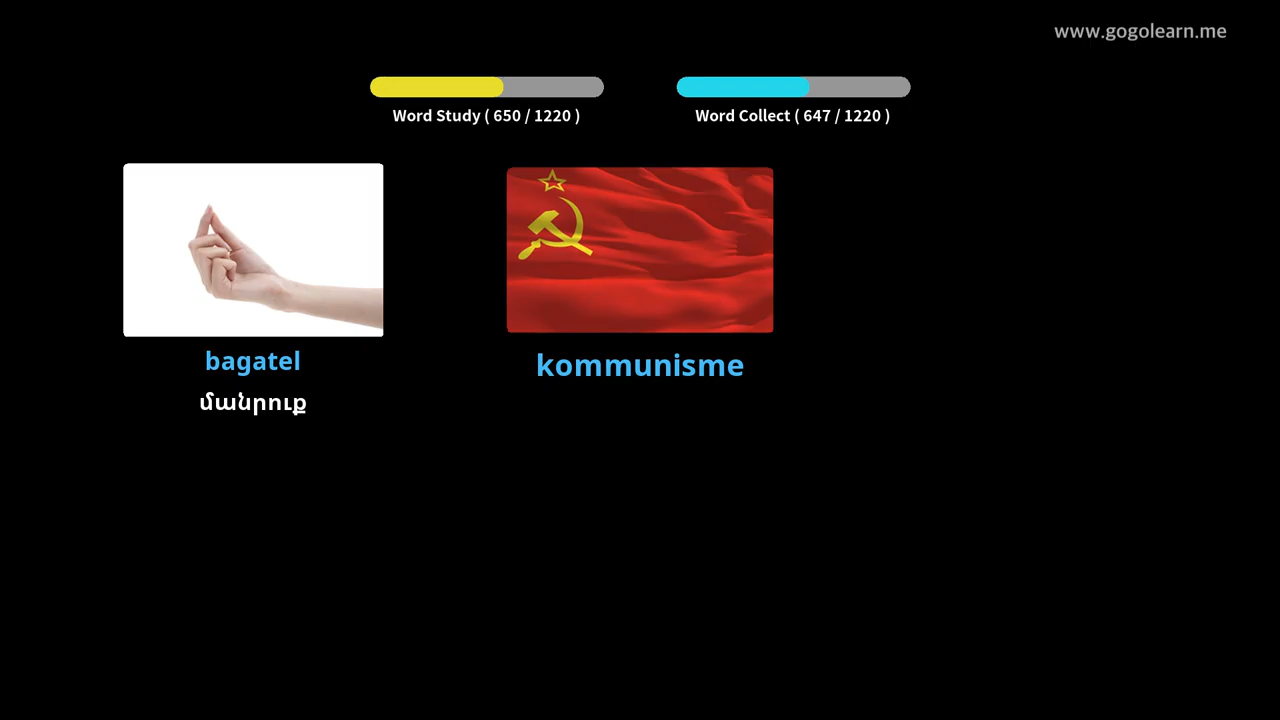 www.gogolearn.me
Word Study ( 650 / 1220 )
Word Collect ( 647 / 1220 )
bagatel
մանրուք
kommunisme